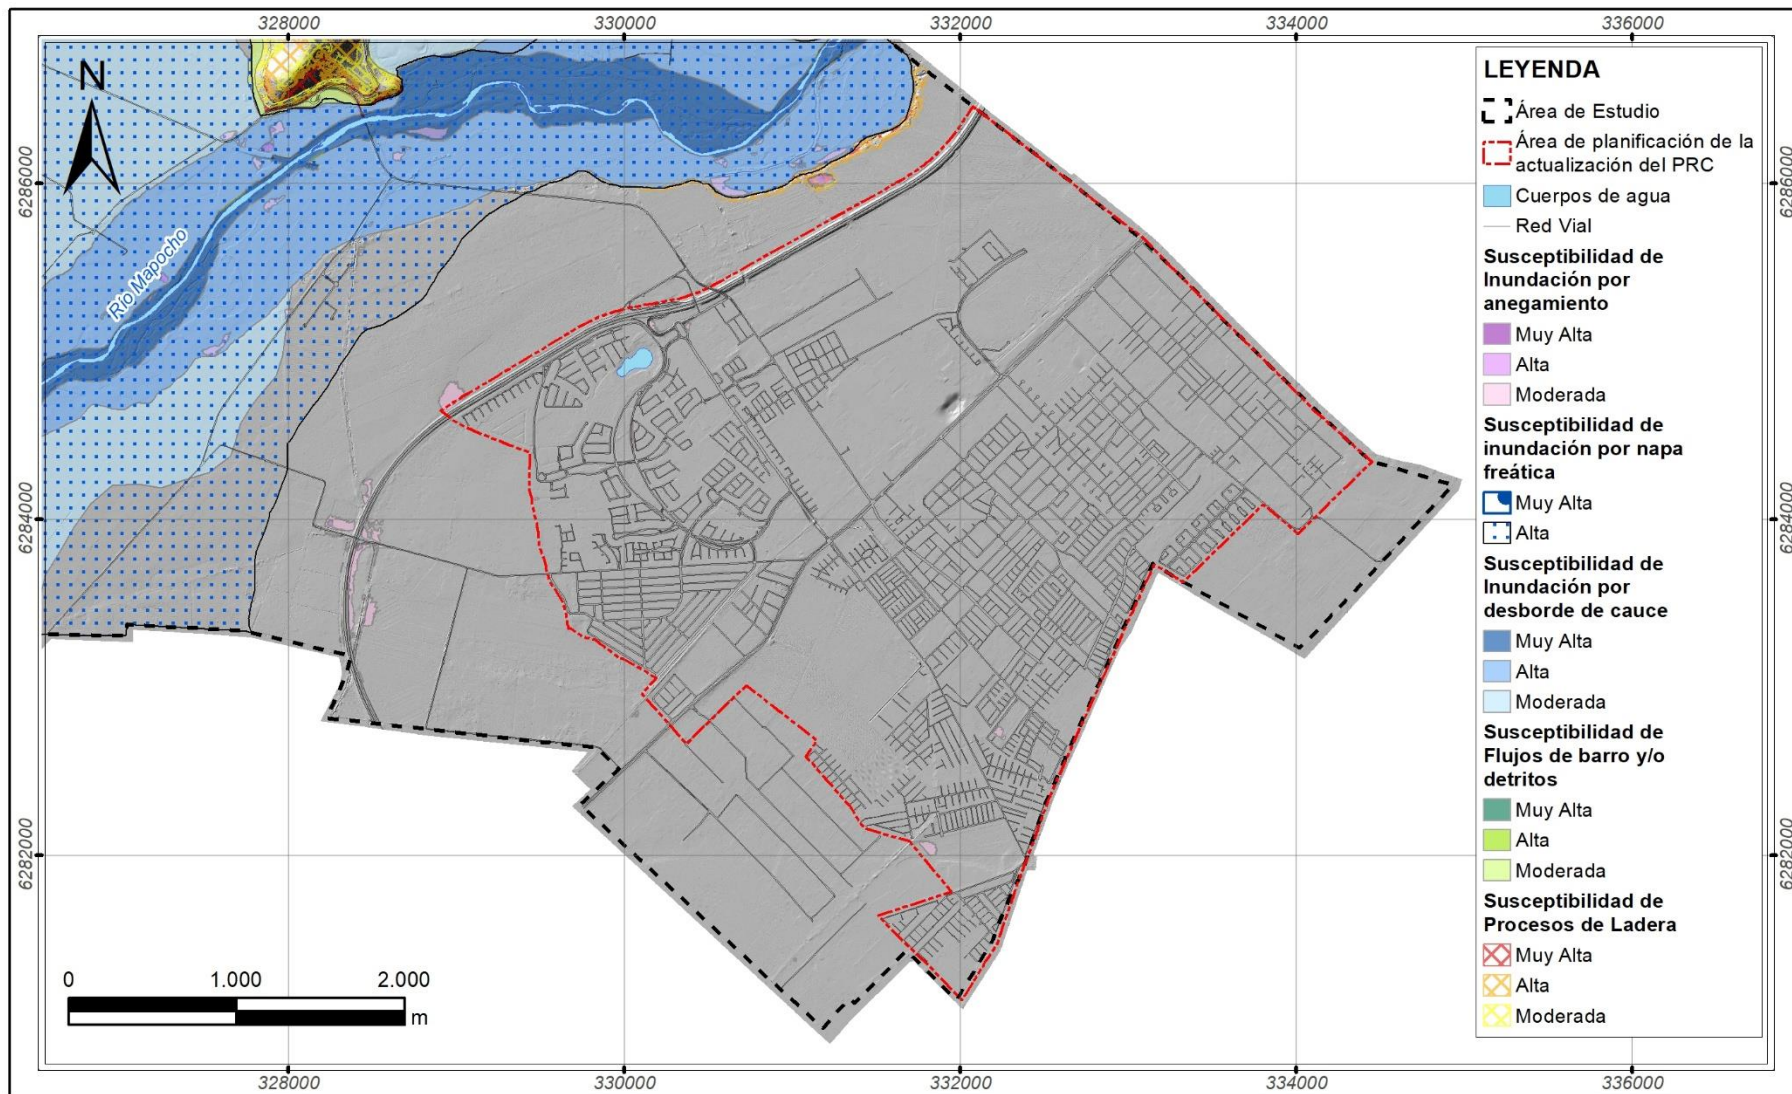 328000
330000
332000
334000
336000
N
6286000
6284000
6282000
Río Mapocho
0
1.000
2.000
m
LEYENDA
Área de Estudio
Área de planificación de la
actualización del PRC
Cuerpos de agua
Red Vial
Susceptibilidad de
Inundación por
anegamiento
Muy Alta
Alta
Moderada
Susceptibilidad de
inundación por napa
freática
Muy Alta
Alta
Susceptibilidad de
Inundación por
desborde de cauce
Muy Alta
Alta
Moderada
Susceptibilidad de
Flujos de barro y/o
detritos
Muy Alta
Alta
Moderada
Susceptibilidad de
Procesos de Ladera
Muy Alta
Alta
Moderada
6286000
6284000
6282000
328000
330000
332000
334000
336000